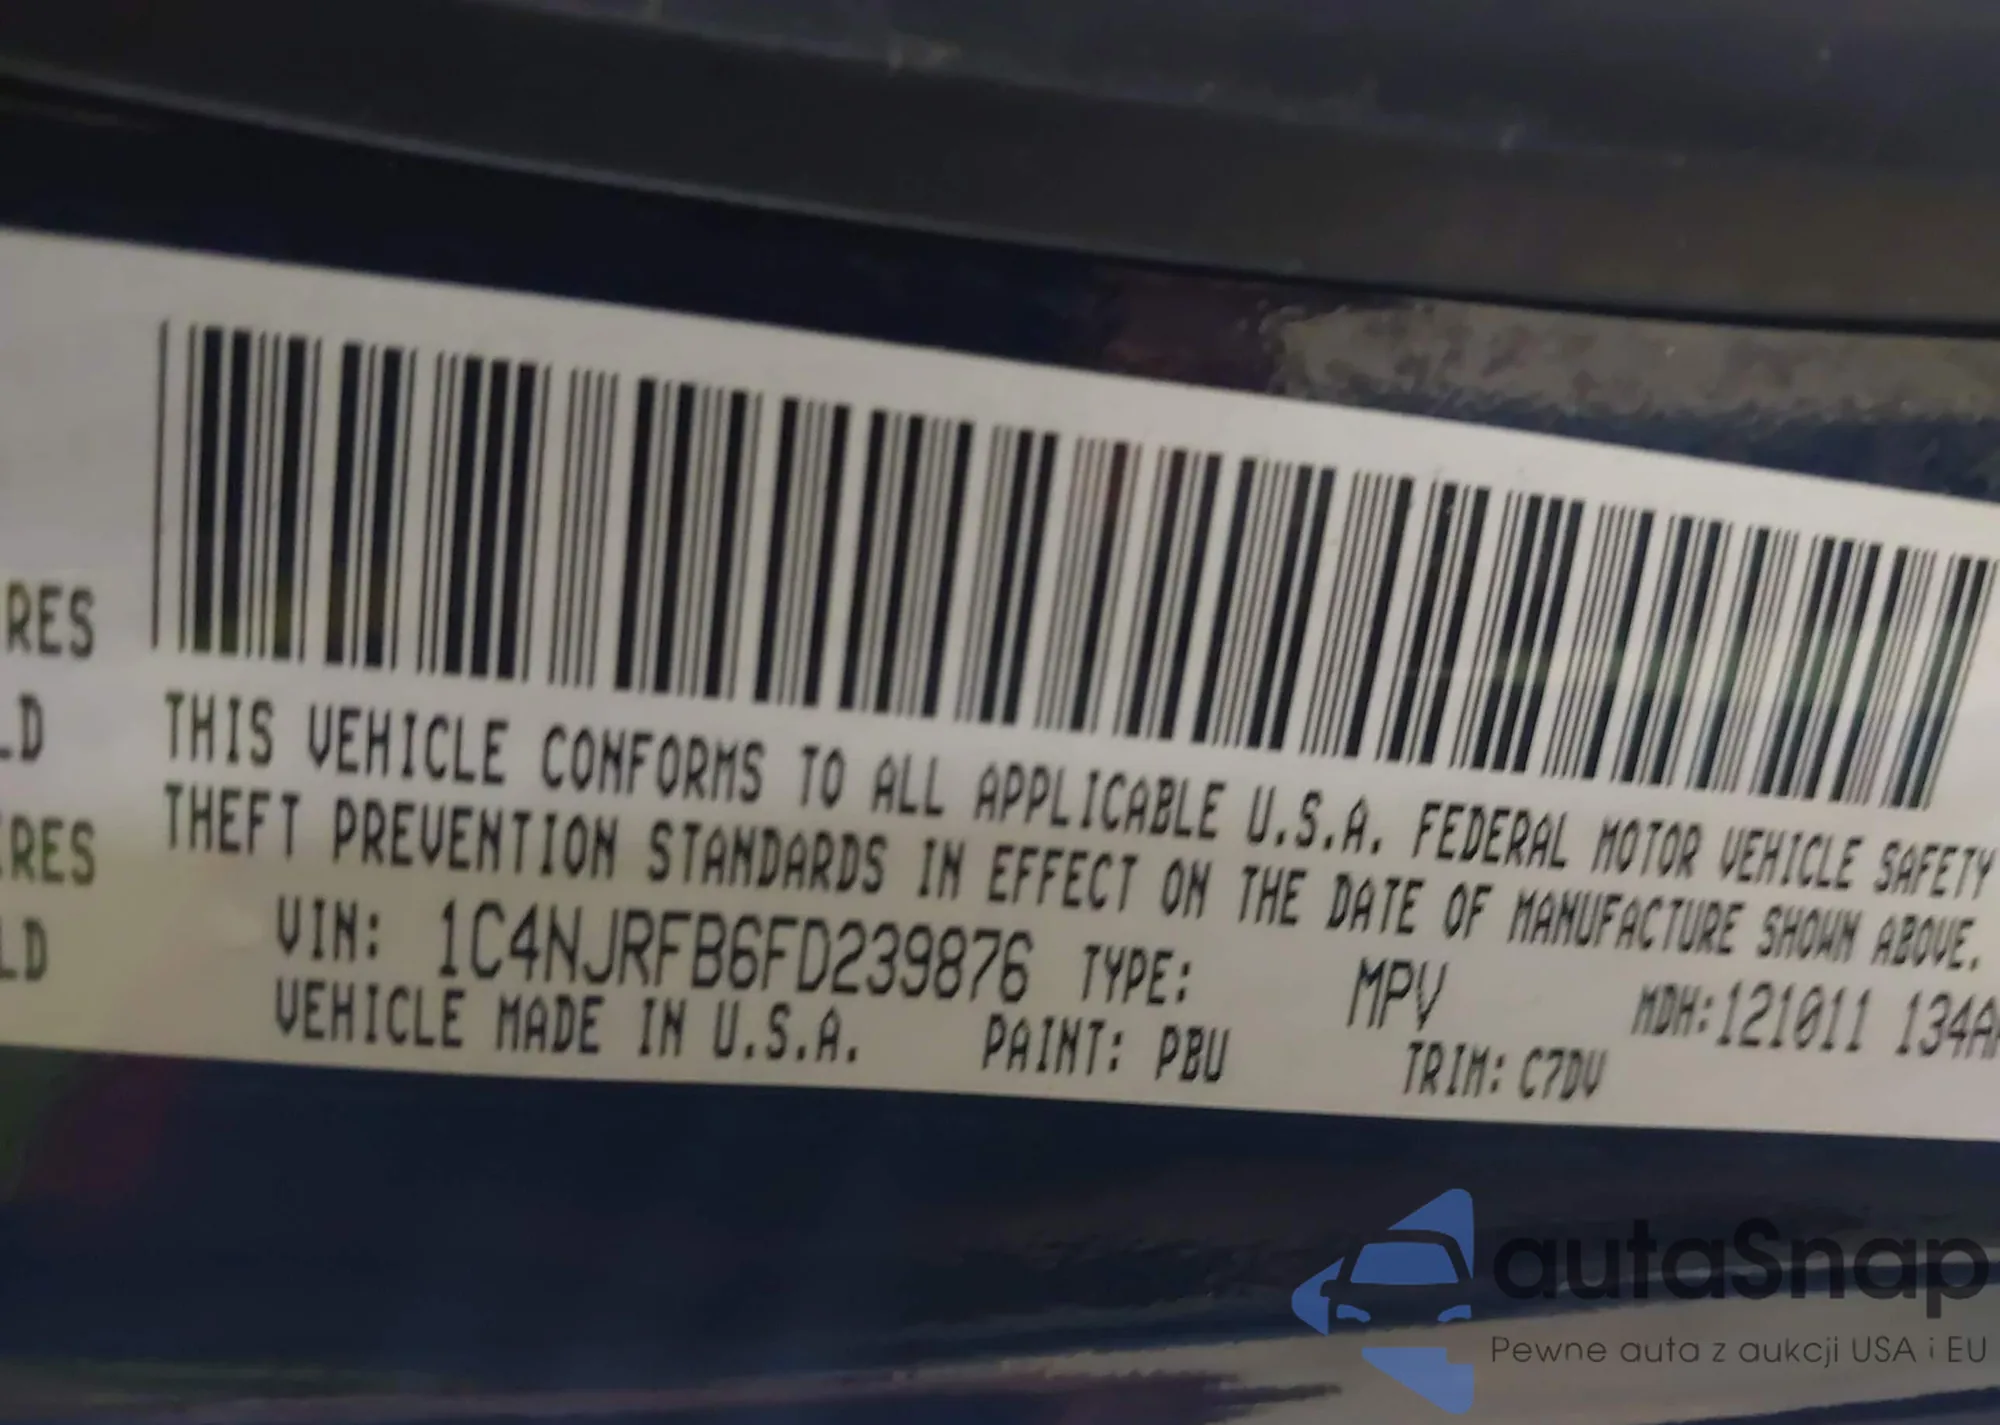 RES
LD
RES
LD
THIS VEHICLE CONFORMS TO ALL APPLICABLE U.S.A. FEDERAL MOTOR VEHICLE SAFETY
THEFT PREVENTION STANDARDS IN EFFECT ON THE DATE OF MANUFACTURE SHOWN ABOVE.
VIN: 1C4NJRFB6FD239876 TYPE: MPV MDH:121011 134A
VEHICLE MADE IN U.S.A. PAINT: PBU TRIM: C7DV
autaSnap
Pewne auta z aukcji USA i EU